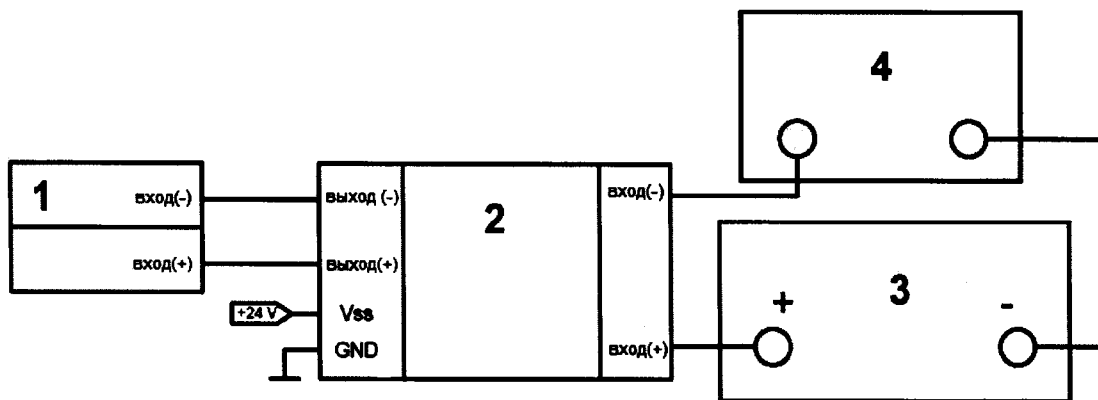 1
вход(-)
вход(+)
выход (-)
выход(+)
+24 V
Vss
GND
2
вход(-)
вход(+)
4
3
+ -